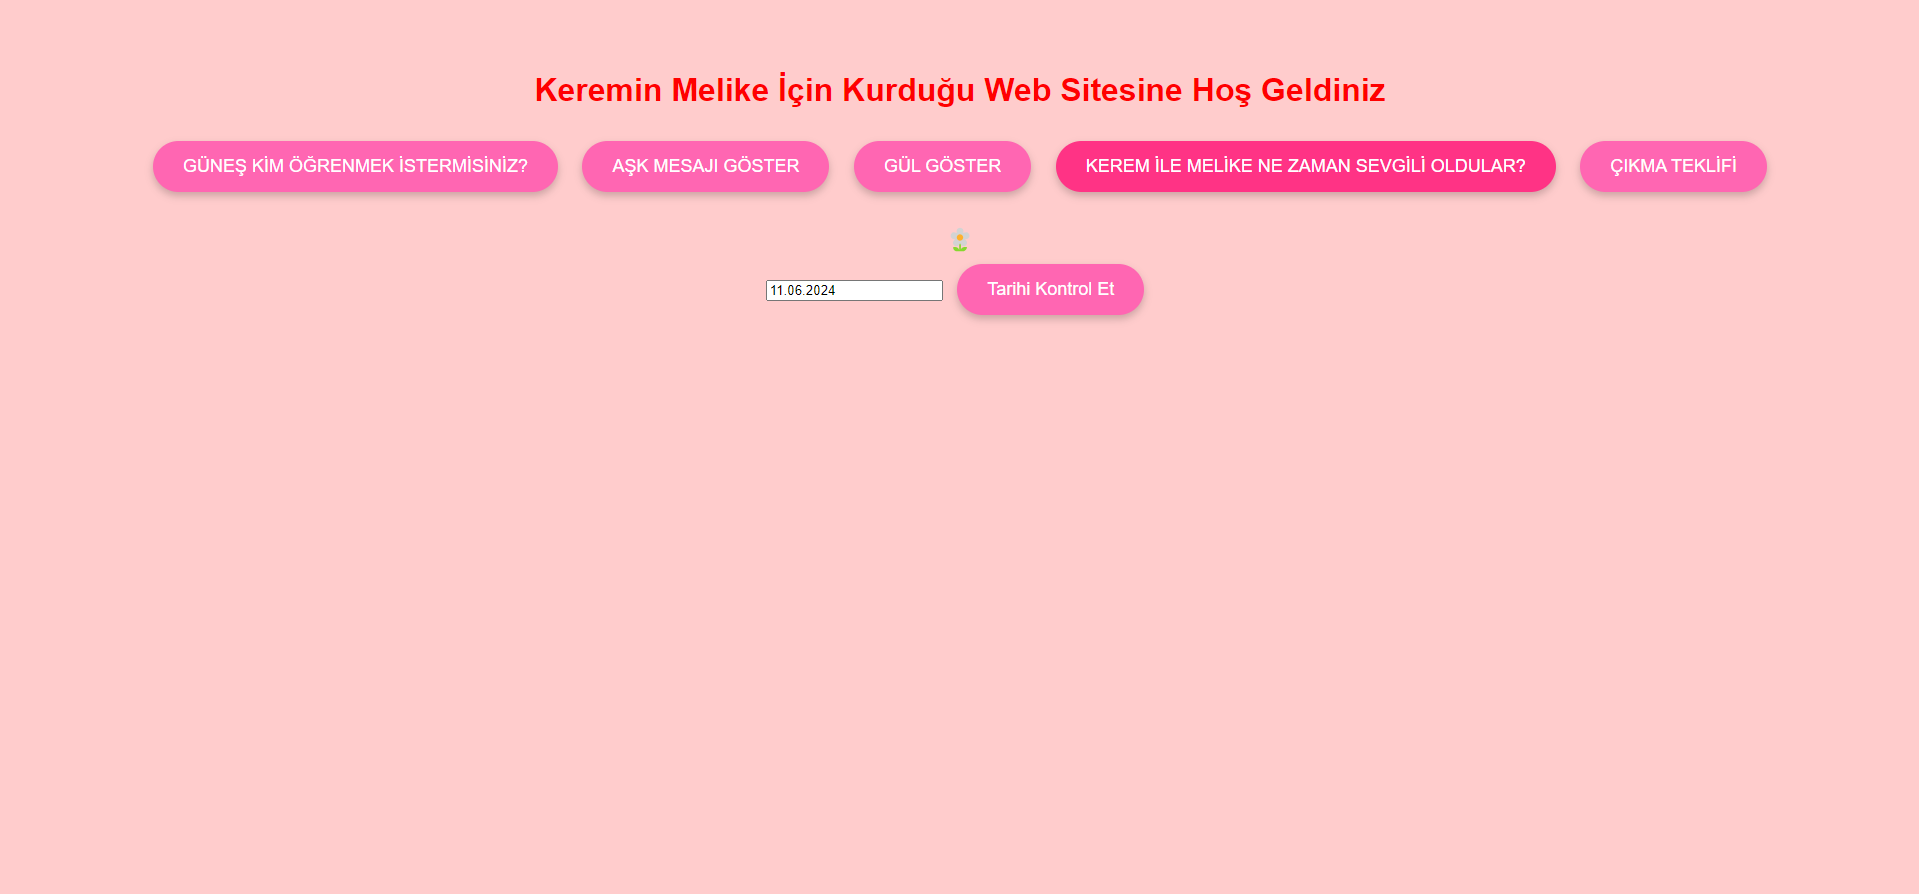 Keremin Melike İçin Kurduğu Web Sitesine Hoş Geldiniz
GÜNEŞ KİM ÖĞRENMEK İSTERMİSİNİZ? AŞK MESAJI GÖSTER GÜL GÖSTER KEREM İLE MELİKE NE ZAMAN SEVGİLİ OLDULAR? ÇIKMA TEKLİFİ
11.06.2024 Tarihi Kontrol Et